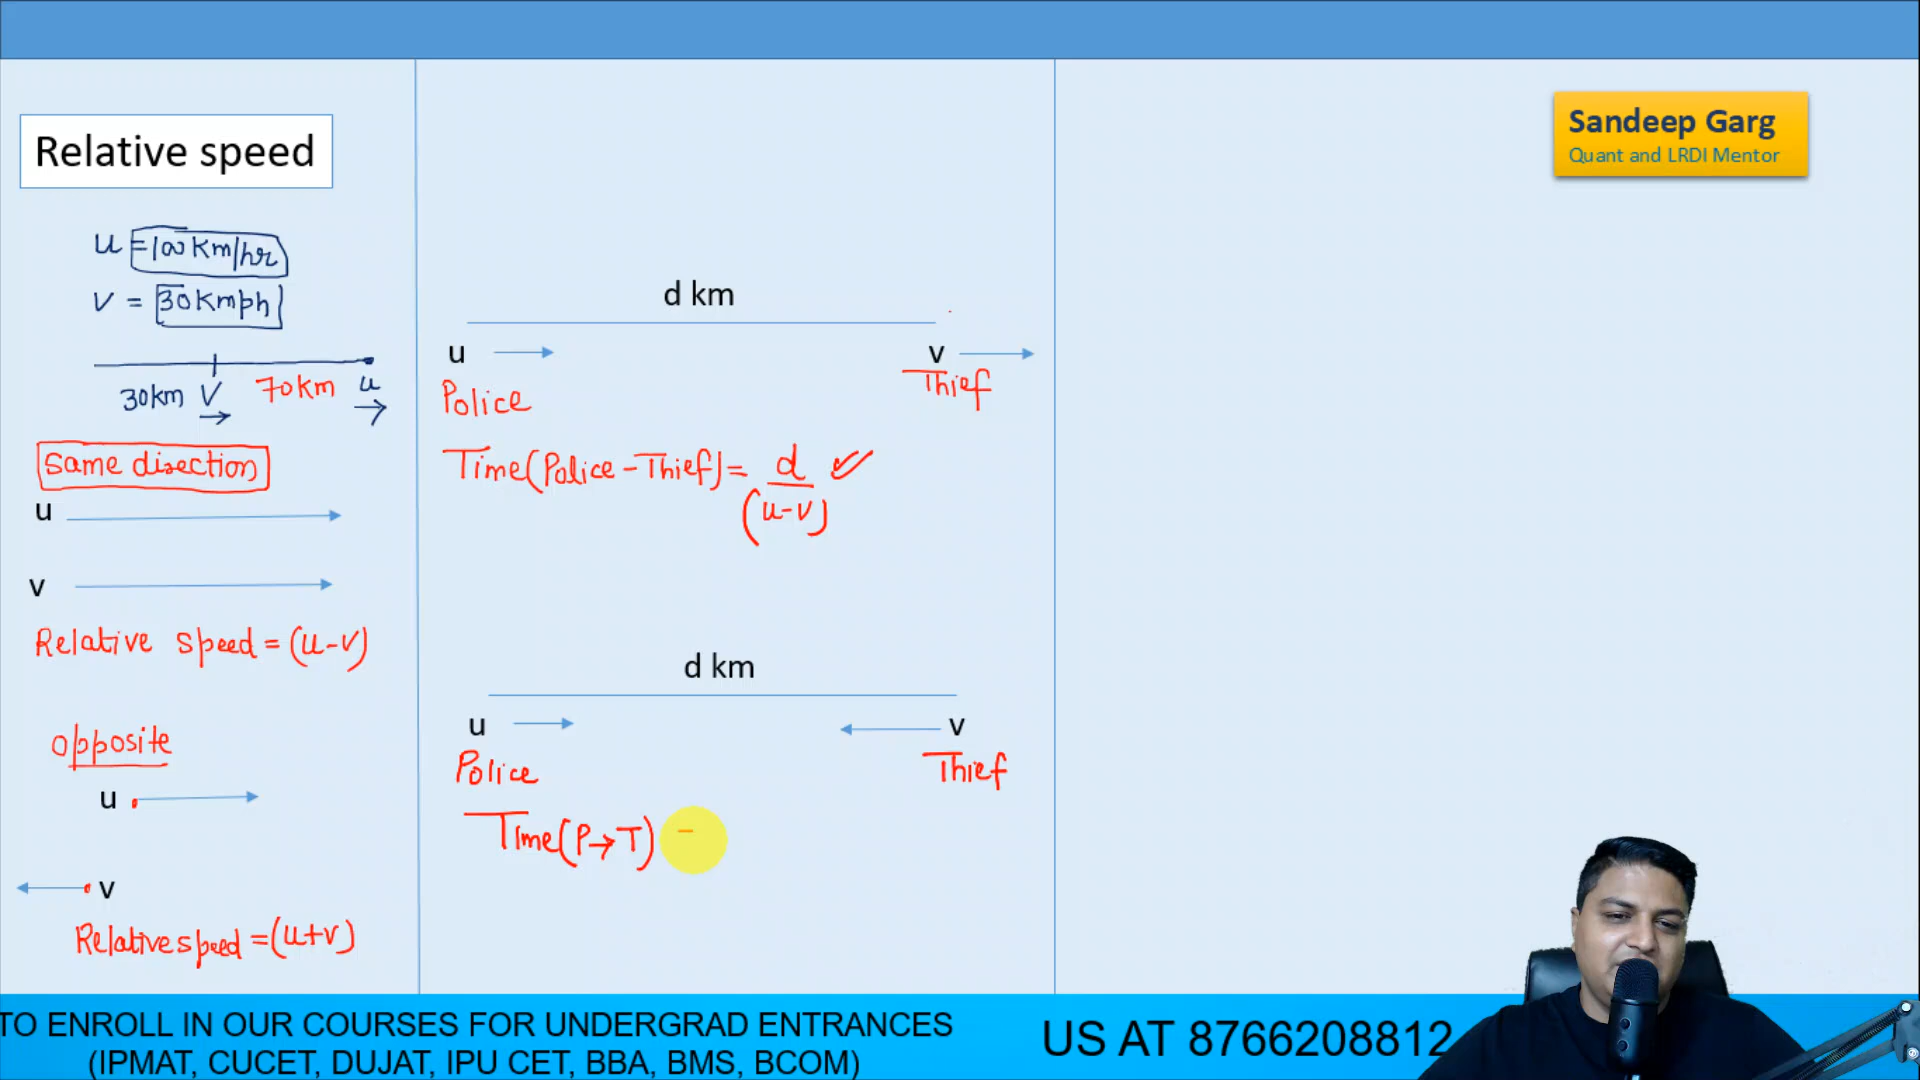 Relative speed
u = 100 Km/hr
v = 30 Kmph
30km V 70km u
Same direction
u
v
Relative speed = (u-v)
opposite
u
v
Relative speed = (u+v)
d km
u v
Police Thief
Time(Police - Thief) = d
(u-v)
d km
u v
Police Thief
Time(P→T)
Sandeep Garg
Quant and LRDI Mentor
TO ENROLL IN OUR COURSES FOR UNDERGRAD ENTRANCES
(IPMAT, CUCET, DUJAT, IPU CET, BBA, BMS, BCOM)
US AT 8766208812